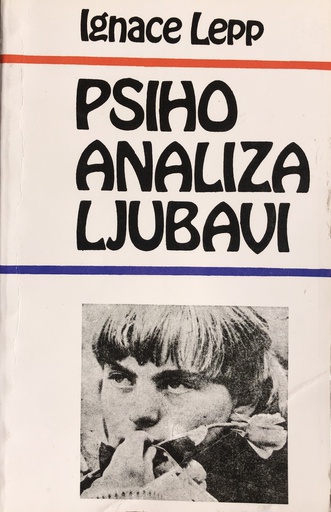 Ignace Lepp
PSIHO
ANALIZA
LJUBAVI